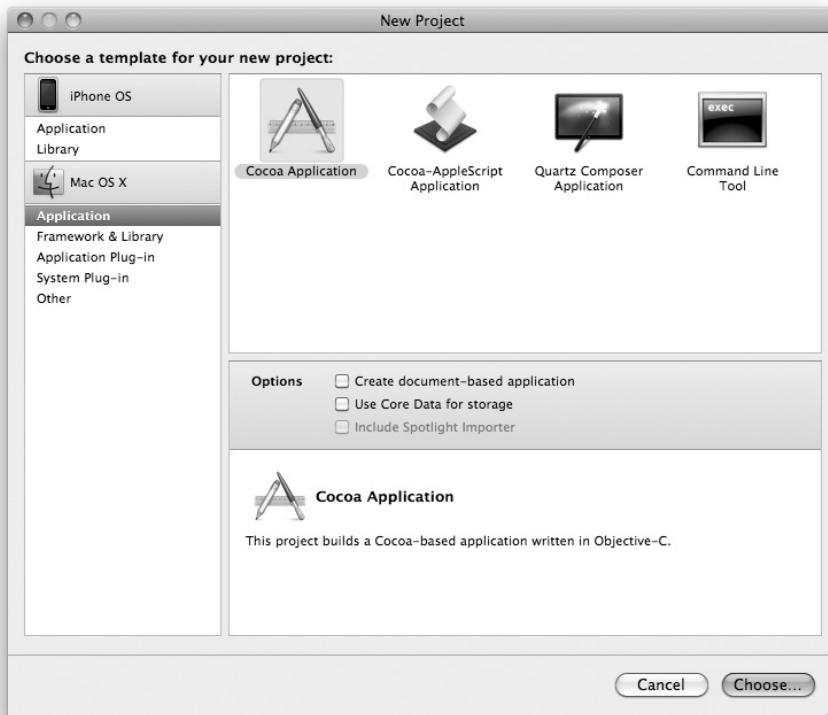 New Project
Choose a template for your new project:
iPhone OS
Application
Library
Mac OS X
Application
Framework & Library
Application Plug-in
System Plug-in
Other
Cocoa Application
Cocoa-AppleScript
Application
Quartz Composer
Application
exec
Command Line
Tool
Options
Create document-based application
Use Core Data for storage
Include Spotlight Importer
Cocoa Application
This project builds a Cocoa-based application written in Objective-C.
Cancel
Choose...